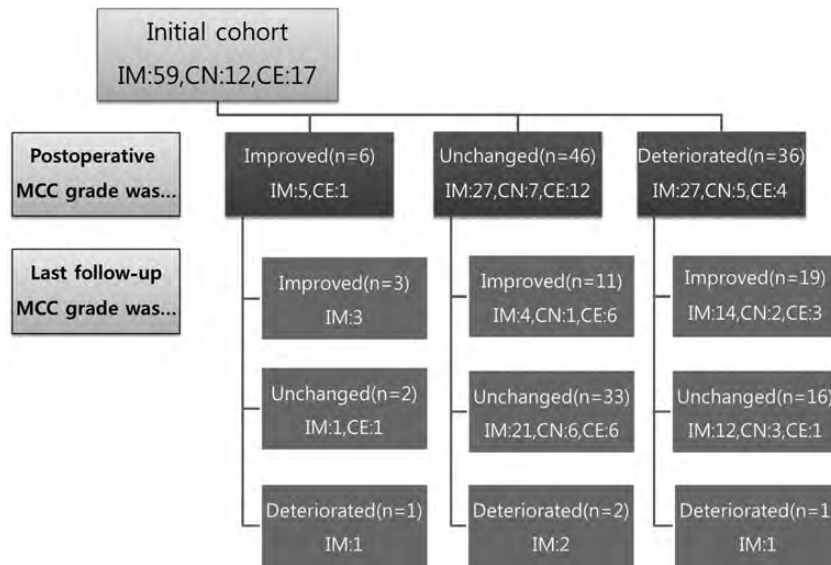 Initial cohort
IM:59,CN:12,CE:17
Postoperative
MCC grade was...
Improved(n=6)
IM:5,CE:1
Unchanged(n=46)
IM:27,CN:7,CE:12
Deteriorated(n=36)
IM:27,CN:5,CE:4
Last follow-up
MCC grade was...
Improved(n=3)
IM:3
Improved(n=11)
IM:4,CN:1,CE:6
Improved(n=19)
IM:14,CN:2,CE:3
Unchanged(n=2)
IM:1,CE:1
Unchanged(n=33)
IM:21,CN:6,CE:6
Unchanged(n=16)
IM:12,CN:3,CE:1
Deteriorated(n=1)
IM:1
Deteriorated(n=2)
IM:2
Deteriorated(n=1
IM:1